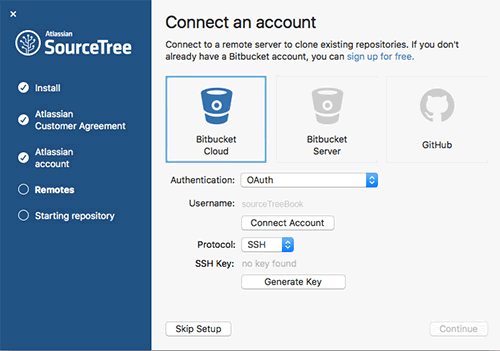 Atlassian
SourceTree
Install
Atlassian
Customer Agreement
Atlassian
account
Remotes
Starting repository
Connect an account
Connect to a remote server to clone existing repositories. If you don't
already have a Bitbucket account, you can sign up for free.
Bitbucket
Cloud
Bitbucket
Server
GitHub
Authentication: OAuth
Username: sourceTreeBook
Connect Account
Protocol: SSH
SSH Key: no key found
Generate Key
Skip Setup
Continue